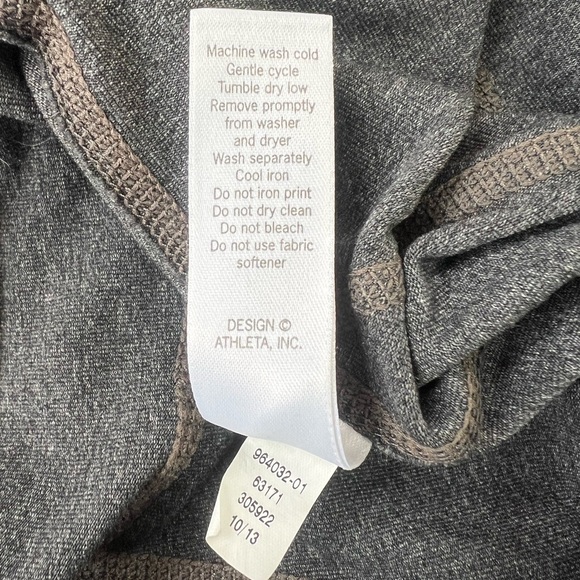 Machine wash cold
Gentle cycle
Tumble dry low
Remove promptly
from washer
and dryer
Wash separately
Cool iron
Do not iron print
Do not dry clean
Do not bleach
Do not use fabric
softener
DESIGN ©
ATHLETA, INC.
964032-01
63171
305922
10/13